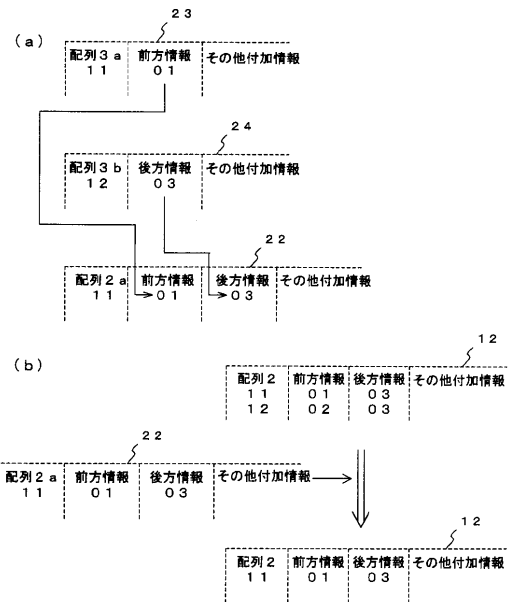 (a)
23
配列3a 前方情報 その他付加情報
11 01
24
配列3b 後方情報 その他付加情報
12 03
22
配列2a 前方情報 後方情報 その他付加情報
11 01 03
(b)
12
配列2 前方情報 後方情報 その他付加情報
11 01 03
12 02 03
22
配列2a 前方情報 後方情報 その他付加情報
11 01 03
12
配列2 前方情報 後方情報 その他付加情報
11 01 03